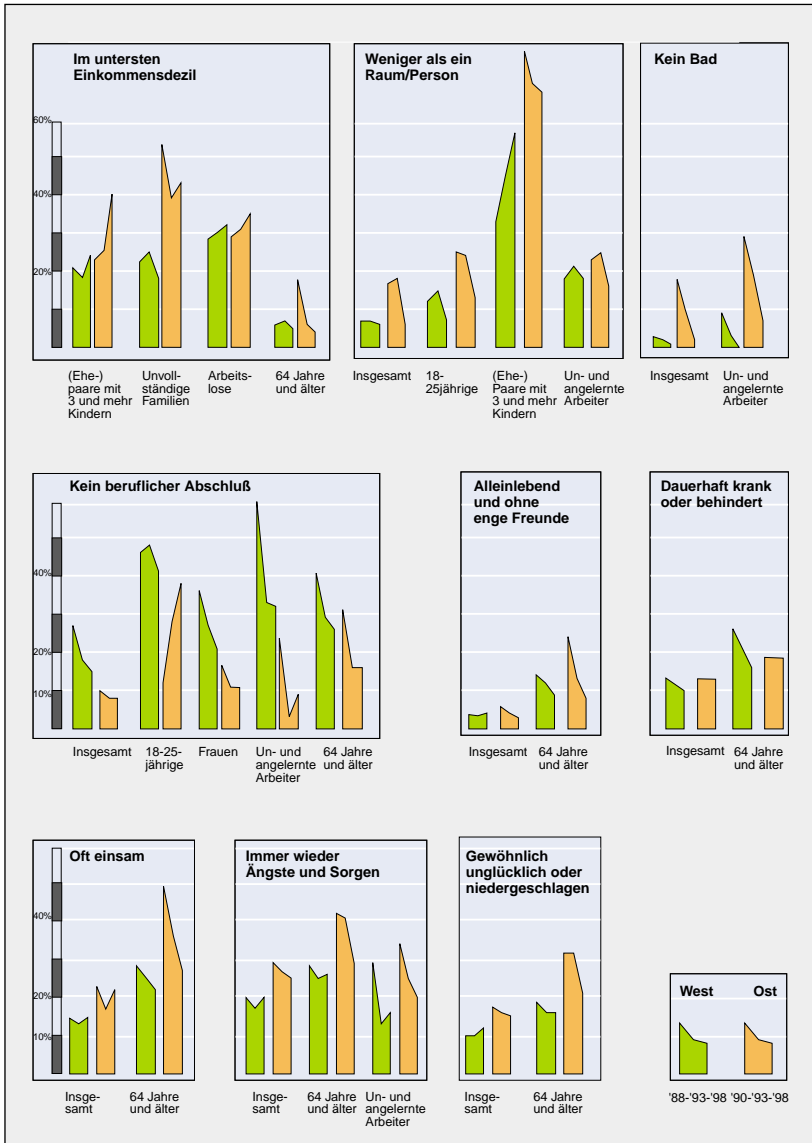 Im untersten
Einkommensdezil
60%
40%
20%
(Ehe-)
paare mit
3 und mehr
Kindern
Unvoll-
ständige
Familien
Arbeits-
lose
64 Jahre
und älter
Weniger als ein
Raum/Person
Insgesamt
18-
25jährige
(Ehe-)
Paare mit
3 und mehr
Kindern
Un- und
angelernte
Arbeiter
Kein Bad
Insgesamt
Un- und
angelernte
Arbeiter
Kein beruflicher Abschluß
40%
20%
10%
Insgesamt
18-25-
jährige
Frauen
Un- und
angelernte
Arbeiter
64 Jahre
und älter
Alleinlebend
und ohne
enge Freunde
Insgesamt
64 Jahre
und älter
Dauerhaft krank
oder behindert
Insgesamt
64 Jahre
und älter
Oft einsam
40%
20%
10%
Insge-
samt
64 Jahre
und älter
Immer wieder
Ängste und Sorgen
Insge-
samt
64 Jahre
und älter
Un- und
angelernte
Arbeiter
Gewöhnlich
unglücklich oder
niedergeschlagen
Insge-
samt
64 Jahre
und älter
West Ost
'88-'93-'98 '90-'93-'98